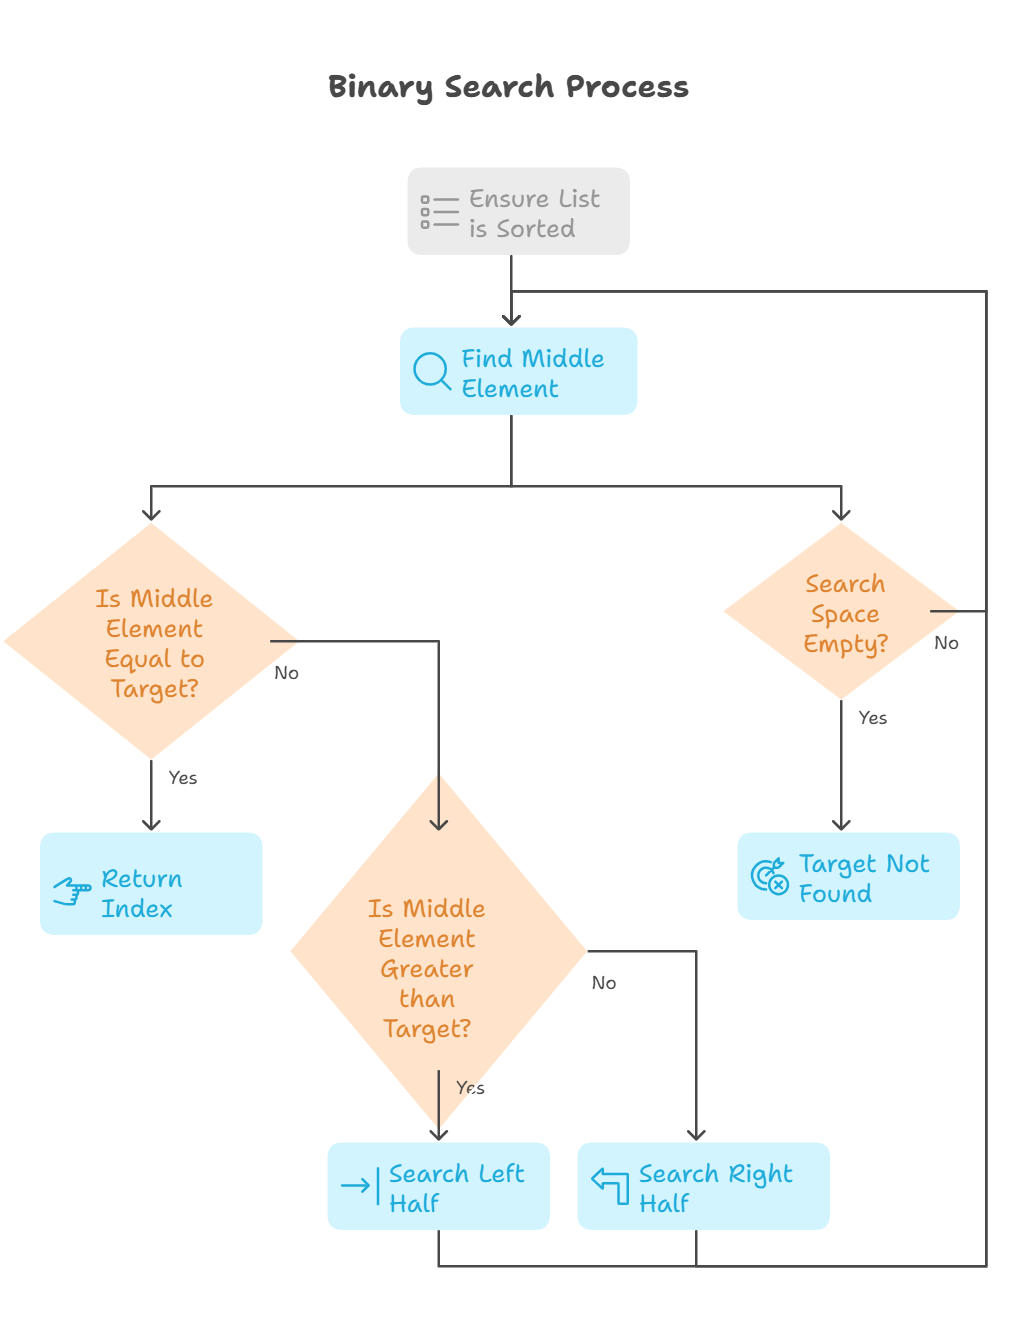 Binary Search Process
Ensure List
is Sorted
Find Middle
Element
Is Middle
Element
Equal to
Target?
No
Yes
Search
Space
Empty?
No
Yes
Return
Index
Target Not
Found
Is Middle
Element
Greater
than
Target?
No
Yes
Search Left
Half
Search Right
Half